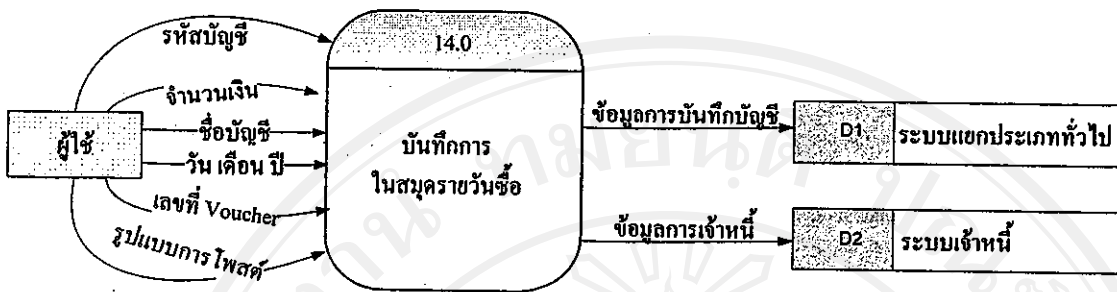 รหัสบัญชี
14.0
จำนวนเงิน
ผู้ใช้
ชื่อบัญชี
วัน เดือน ปี
เลขที่ Voucher
รูปแบบการโพสต์
บันทึกการ
ในสมุดรายวันซื้อ
ข้อมูลการบันทึกบัญชี
D1
ระบบแยกประเภททั่วไป
ข้อมูลการเจ้าหนี้
D2
ระบบเจ้าหนี้